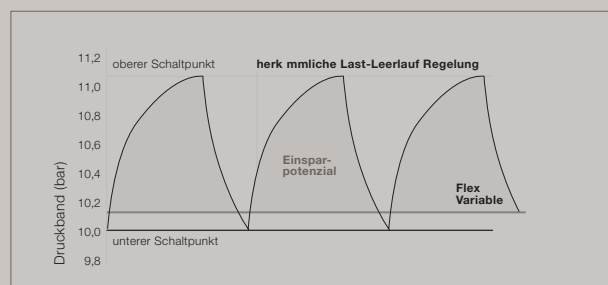 11,2
oberer Schaltpunkt
herk mmliche Last-Leerlauf Regelung
11,0
10,8
10,6
Einspar-
potenzial
10,4
Flex
Variable
10,2
10,0
unterer Schaltpunkt
9,8
Druckband (bar)